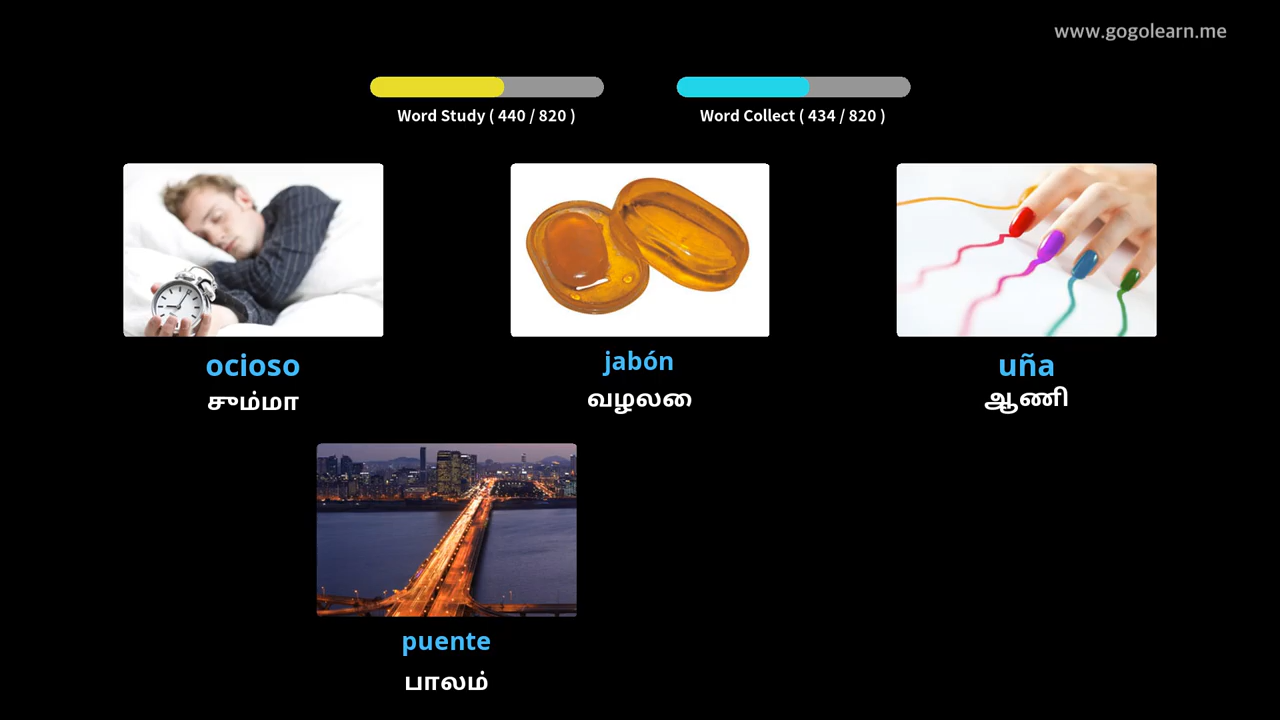 www.gogolearn.me
Word Study ( 440 / 820 )
Word Collect ( 434 / 820 )
ocioso
சும்மா
jabón
வழலை
uña
ஆணி
puente
பாலம்